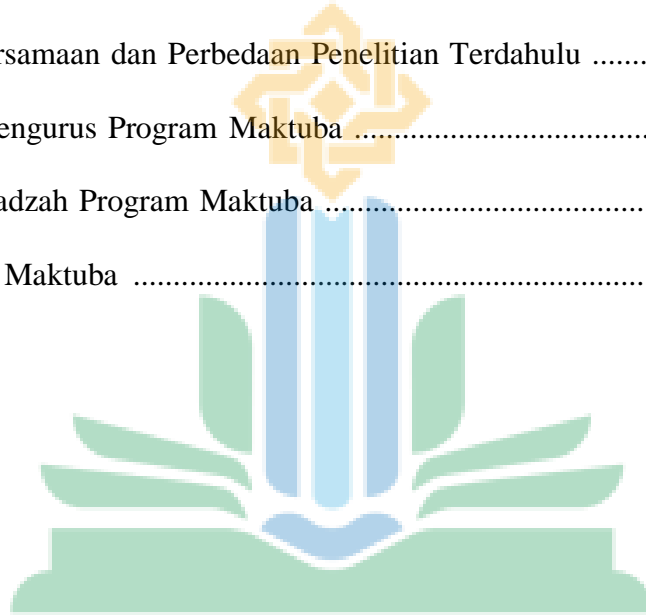 rsamaan dan Perbedaan Penelitian Terdahulu .......
engurus Program Maktuba ......................................
adzah Program Maktuba ..........................................
Maktuba .................................................................